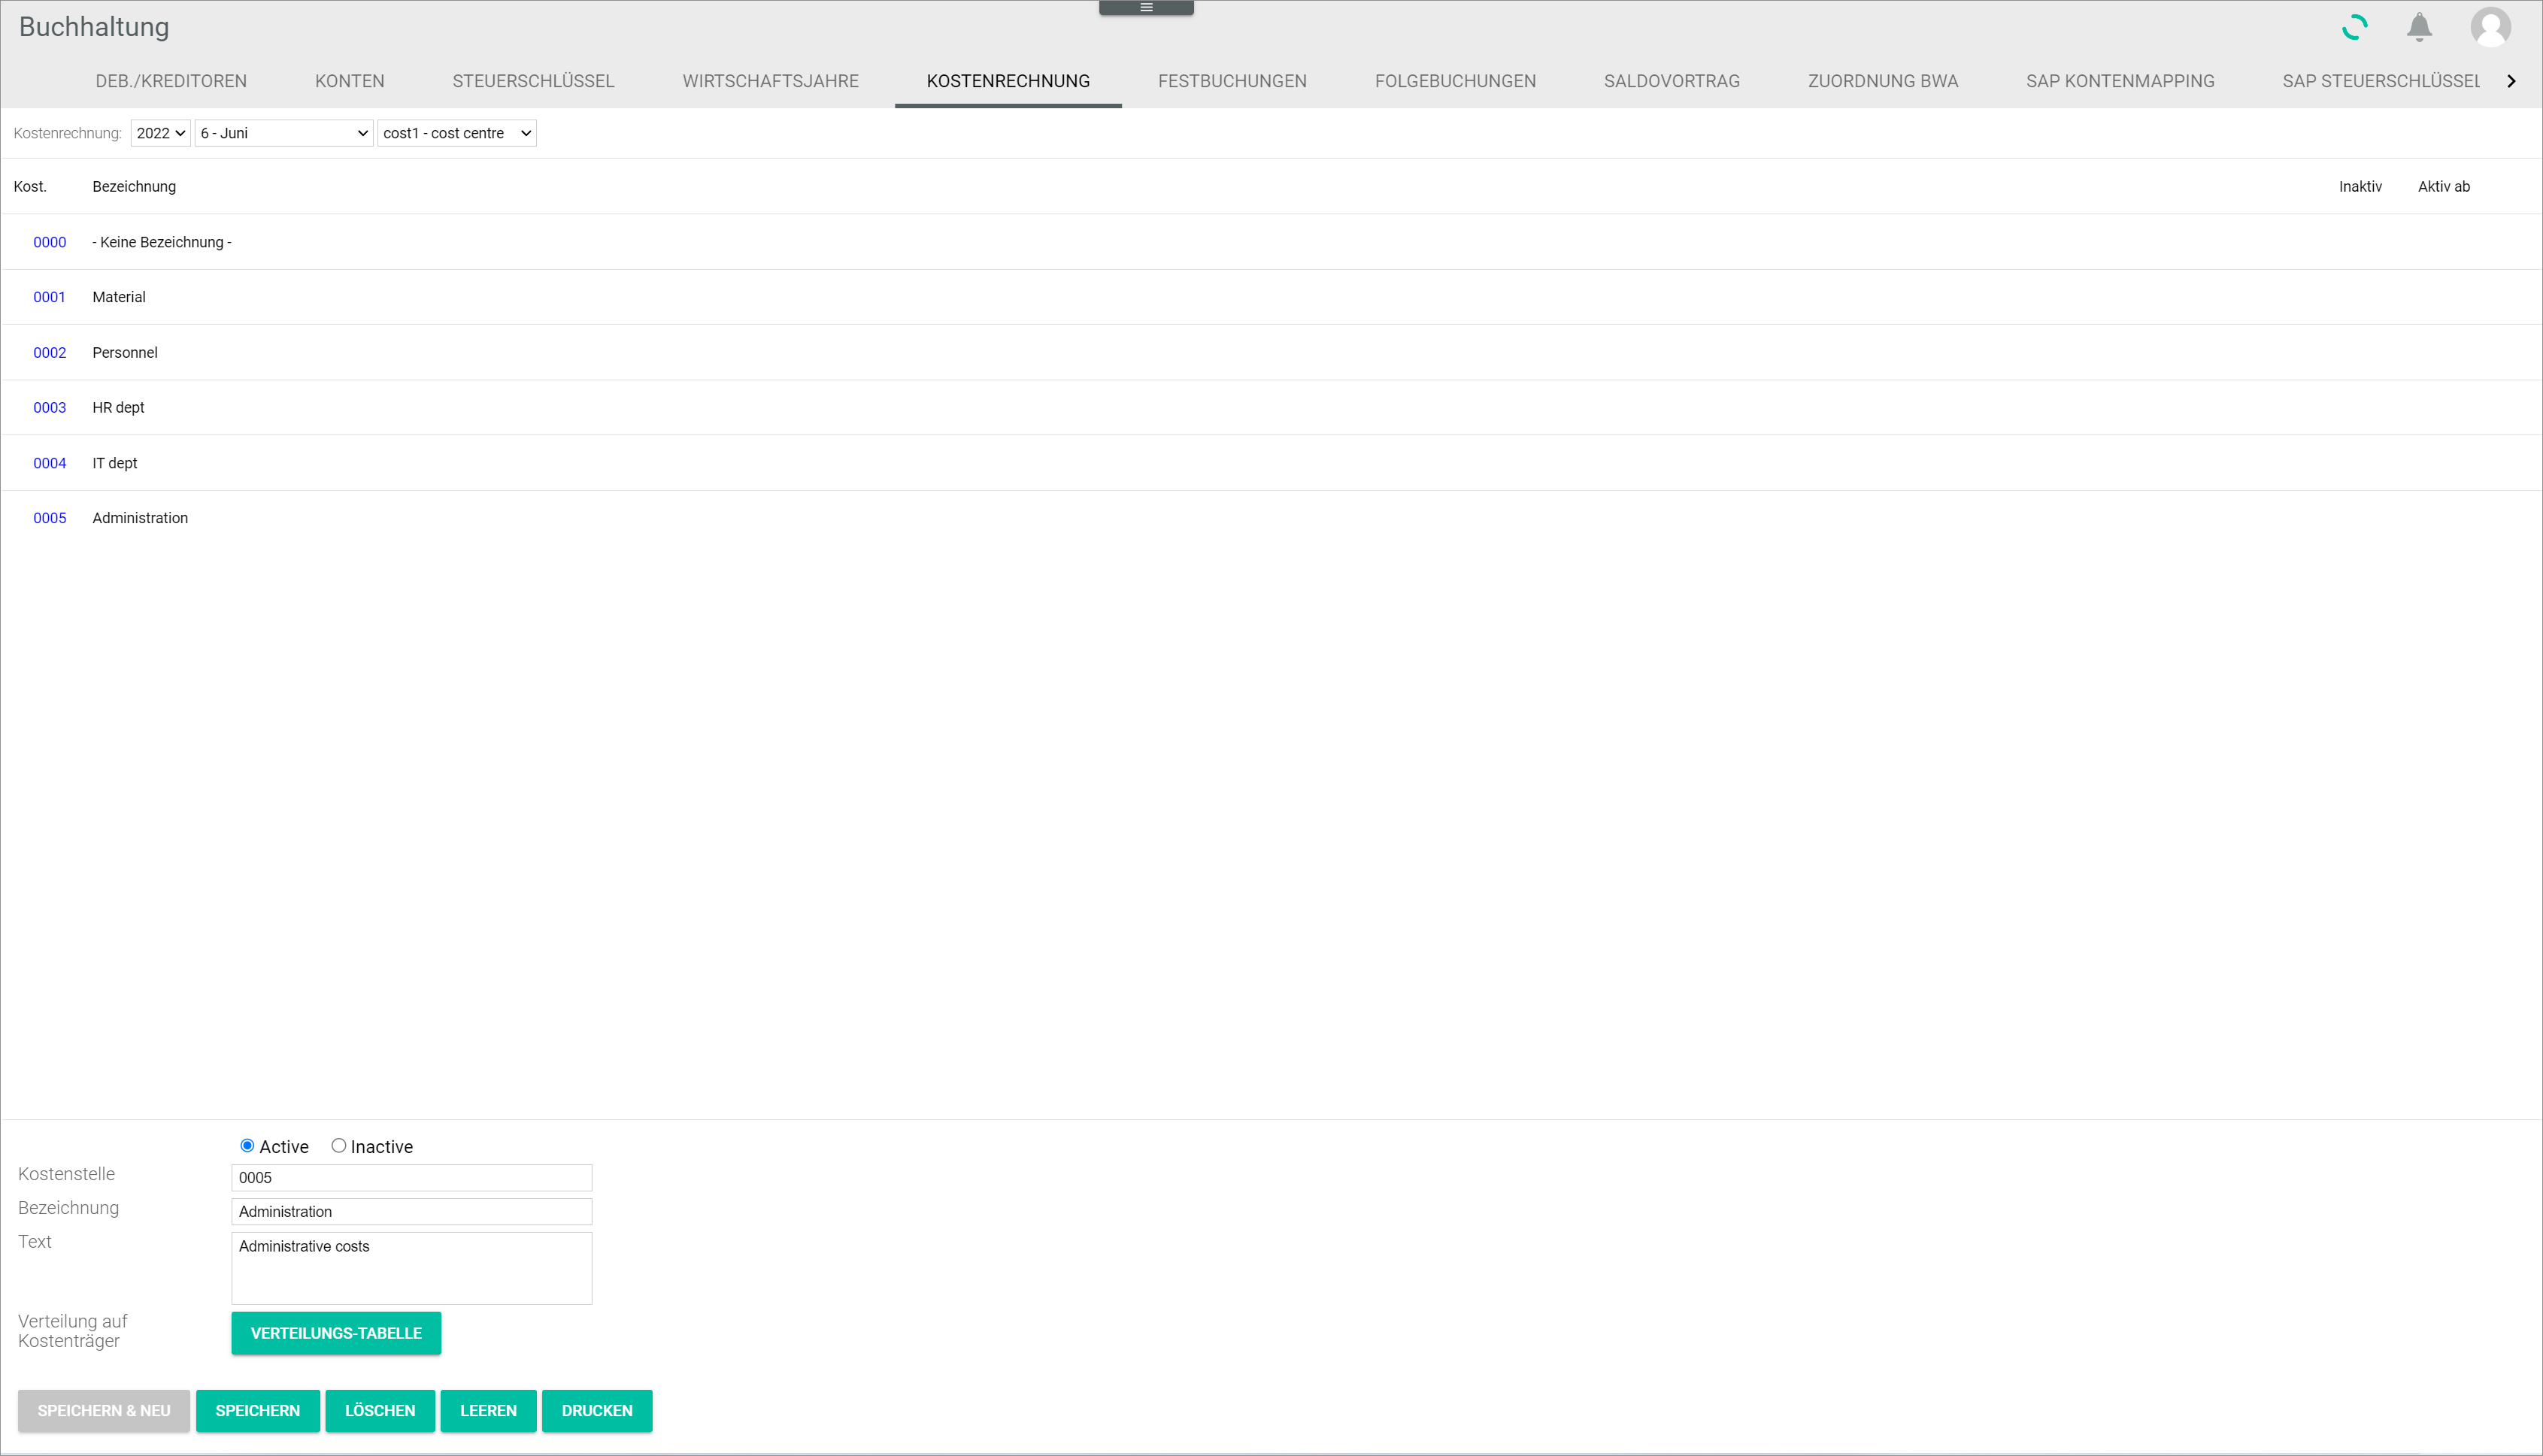 Buchhaltung
DEB./KREDITOREN KONTEN STEUERSCHLÜSSEL WIRTSCHAFTSJAHRE KOSTENRECHNUNG FESTBUCHUNGEN FOLGEBUCHUNGEN SALDOVORTRAG ZUORDNUNG BWA SAP KONTENMAPPING SAP STEUERSCHLÜSSEL
Kostenrechnung: 2022 6 - Juni cost1 - cost centre
Kost. Bezeichnung Inaktiv Aktiv ab
0000 - Keine Bezeichnung -
0001 Material
0002 Personnel
0003 HR dept
0004 IT dept
0005 Administration
Active Inactive
Kostenstelle 0005
Bezeichnung Administration
Text Administrative costs
Verteilung auf
Kostenträger
VERTEILUNGS-TABELLE
SPEICHERN & NEU SPEICHERN LÖSCHEN LEEREN DRUCKEN